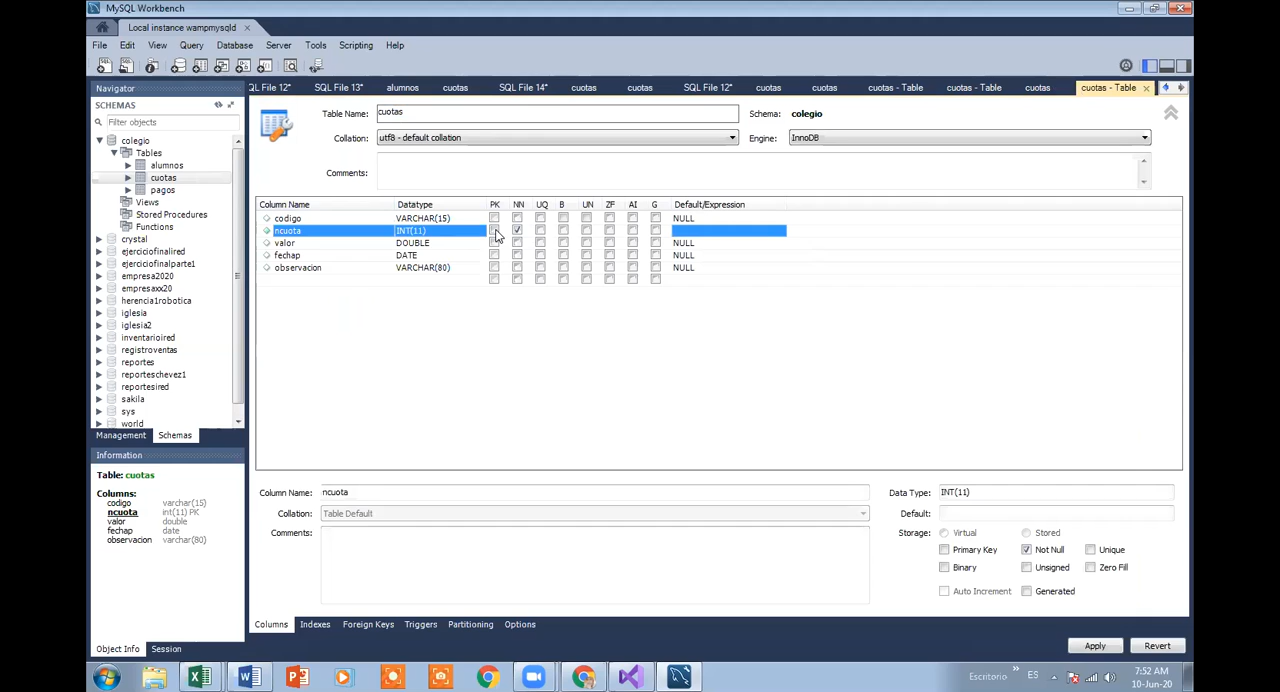 MySQL Workbench
Local instance wampmysqld ×
File Edit View Query Database Server Tools Scripting Help
Navigator
SCHEMAS
Filter objects
colegio
Tables
alumnos
cuotas
pagos
Views
Stored Procedures
Functions
crystal
ejerciciofinalired
ejerciciofinalparte1
empresa2020
empresaxx20
herencia1robotica
iglesia
iglesia2
inventarioired
registroventas
reportes
reporteschevez1
reportesired
sakila
sys
world
Management Schemas
Information
Table: cuotas
Columns:
codigo varchar(15)
ncuota int(11) PK
valor double
fechap date
observacion varchar(80)
Object Info Session
QL File 12* SQL File 13* alumnos cuotas SQL File 14* cuotas cuotas SQL File 12* cuotas cuotas - Table cuotas - Table cuotas cuotas - Table ×
Table Name: cuotas Schema: colegio
Collation: utf8 - default collation Engine: InnoDB
Comments:
Column Name Datatype PK NN UQ B UN ZF AI G Default/Expression
codigo VARCHAR(15) NULL
ncuota INT(11)
valor DOUBLE NULL
fechap DATE NULL
observacion VARCHAR(80) NULL
Column Name: ncuota Data Type: INT(11)
Collation: Table Default Default:
Comments: Storage: Virtual Stored
Primary Key Not Null Unique
Binary Unsigned Zero Fill
Auto Increment Generated
Columns Indexes Foreign Keys Triggers Partitioning Options
Apply Revert
Escritorio » ES 7:52 AM
10-Jun-20